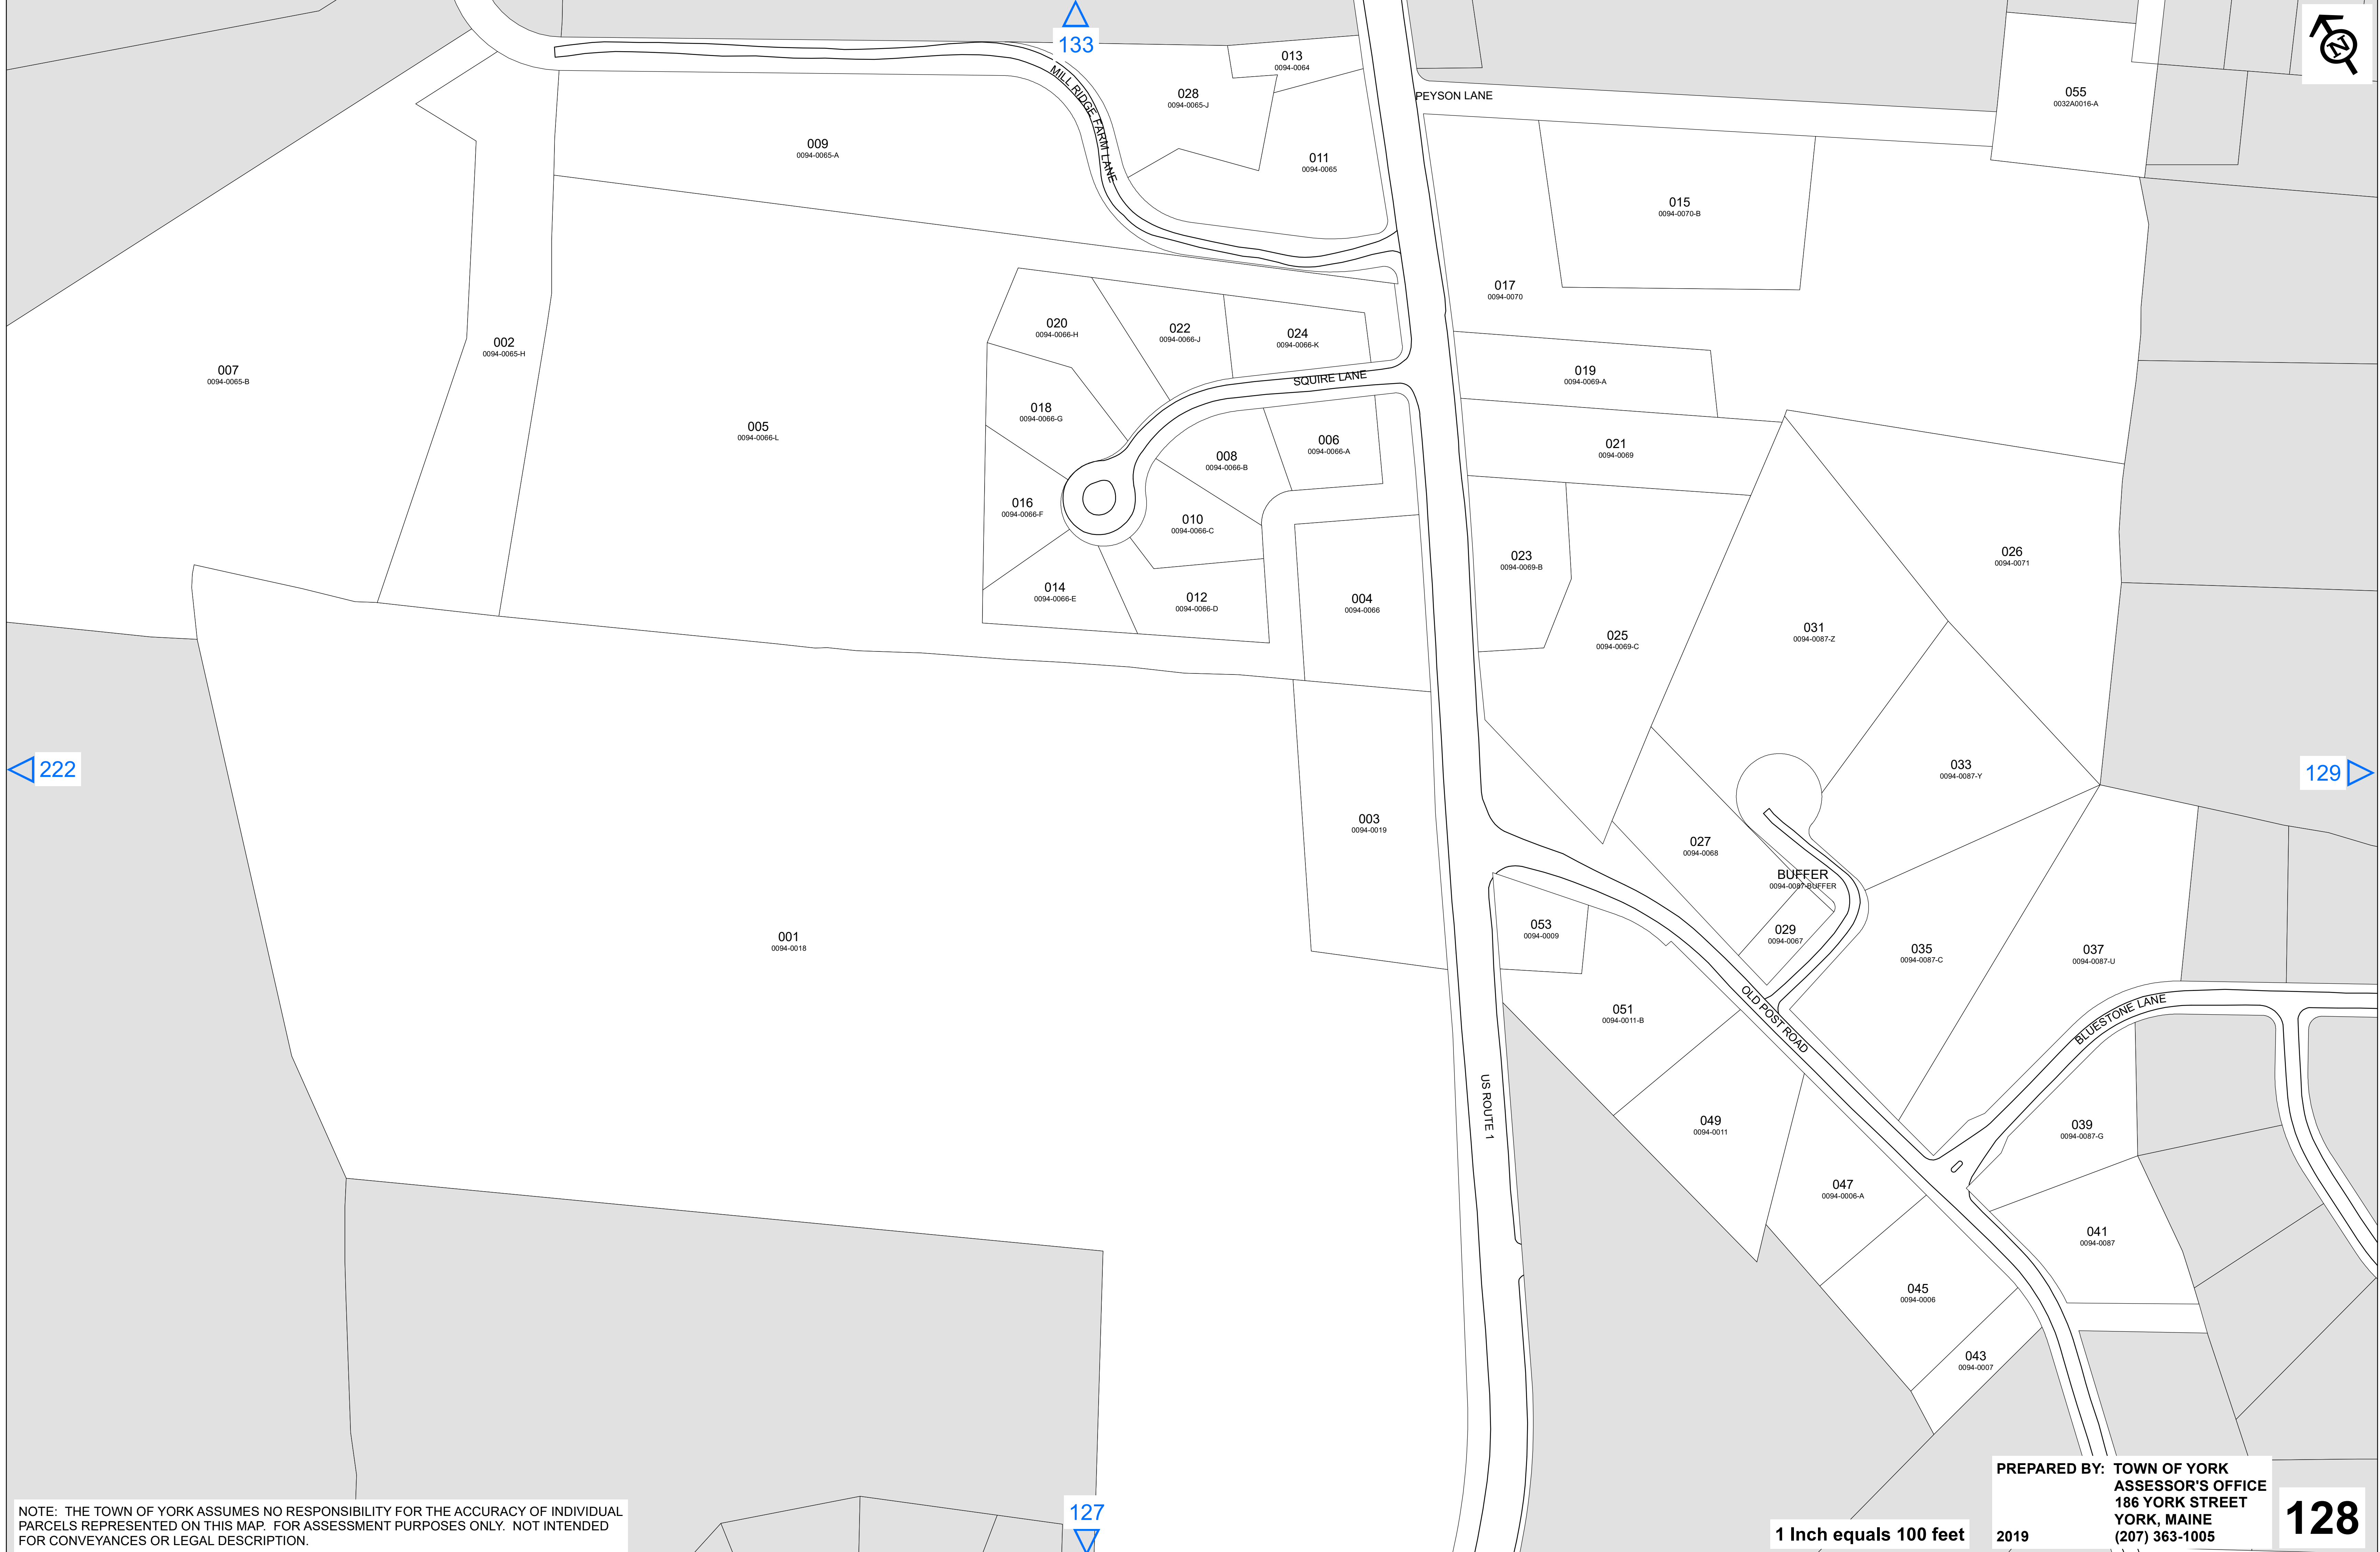 133
N
013
0094-0064
028
0094-0065-J
055
0032A0016-A
PEYSON LANE
MILL RIDGE FARM LANE
009
0094-0065-A
011
0094-0065
015
0094-0070-B
017
0094-0070
020
0094-0066-H
022
0094-0066-J
024
0094-0066-K
002
0094-0065-H
007
0094-0065-B
SQUIRE LANE
019
0094-0069-A
018
0094-0066-G
005
0094-0066-L
006
0094-0066-A
008
0094-0066-B
021
0094-0069
016
0094-0066-F
010
0094-0066-C
023
0094-0069-B
026
0094-0071
014
0094-0066-E
012
0094-0066-D
004
0094-0066
025
0094-0069-C
031
0094-0087-Z
222
033
0094-0087-Y
129
003
0094-0019
027
0094-0068
BUFFER
0094-0087-BUFFER
001
0094-0018
053
0094-0009
029
0094-0067
035
0094-0087-C
037
0094-0087-U
051
0094-0011-B
OLD POST ROAD
BLUESTONE LANE
US ROUTE 1
049
0094-0011
039
0094-0087-G
047
0094-0006-A
041
0094-0087
045
0094-0006
043
0094-0007
127
NOTE: THE TOWN OF YORK ASSUMES NO RESPONSIBILITY FOR THE ACCURACY OF INDIVIDUAL
PARCELS REPRESENTED ON THIS MAP. FOR ASSESSMENT PURPOSES ONLY. NOT INTENDED
FOR CONVEYANCES OR LEGAL DESCRIPTION.
1 Inch equals 100 feet
PREPARED BY: TOWN OF YORK
ASSESSOR'S OFFICE
186 YORK STREET
YORK, MAINE
2019 (207) 363-1005
128